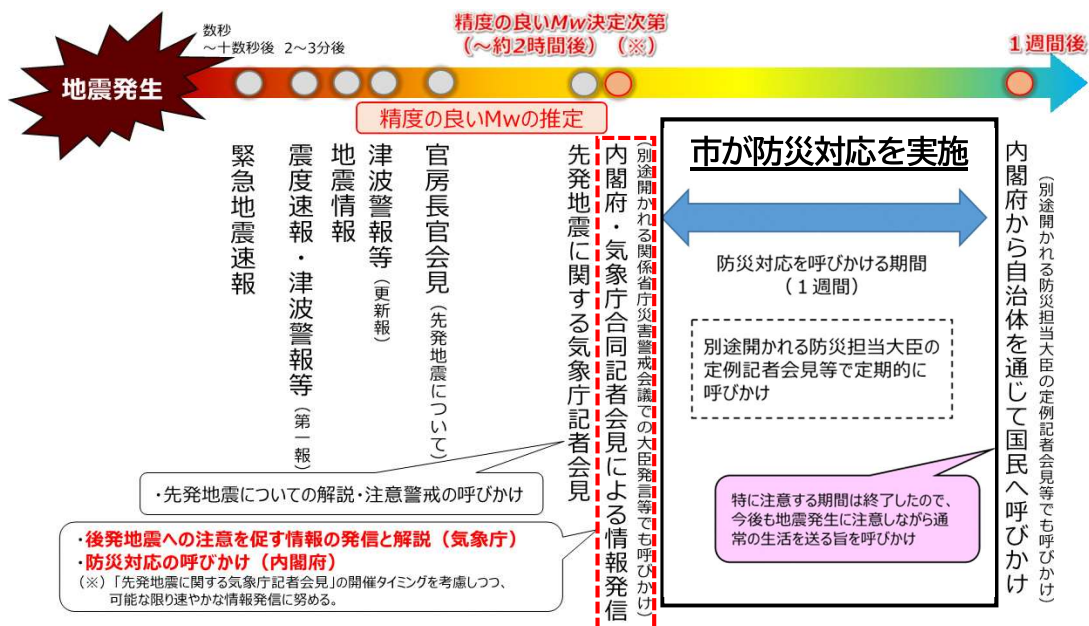 地震発生
数秒
～十数秒後
2～3分後
精度の良いMw決定次第
（～約2時間後）（※）
1週間後
精度の良いMwの推定
緊急地震速報
震度速報・津波警報等（第一報）
地震情報
津波警報等（更新報）
官房長官会見（先発地震について）
先発地震に関する気象庁記者会見
内閣府・気象庁合同記者会見による情報発信
（別途開かれる関係省庁災害警戒会議での大臣発言等でも呼びかけ）
市が防災対応を実施
防災対応を呼びかける期間
（1週間）
別途開かれる防災担当大臣の
定例記者会見等で定期的に
呼びかけ
特に注意する期間は終了したので、
今後も地震発生に注意しながら通
常の生活を送る旨を呼びかけ
内閣府から自治体を通じて国民へ呼びかけ
（別途開かれる防災担当大臣の定例記者会見等でも呼びかけ）
・先発地震についての解説・注意警戒の呼びかけ
・後発地震への注意を促す情報の発信と解説（気象庁）
・防災対応の呼びかけ（内閣府）
（※）「先発地震に関する気象庁記者会見」の開催タイミングを考慮しつつ、
可能な限り速やかな情報発信に努める。